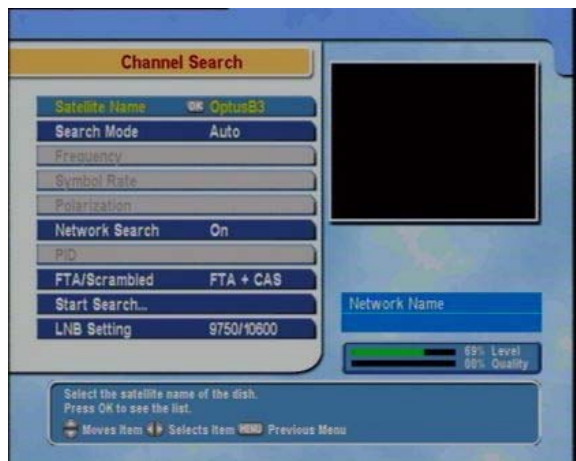 Channel Search
Satellite Name OK OptusB3
Search Mode Auto
Frequency
Symbol Rate
Polarization
Network Search On
PID
FTA/Scrambled FTA + CAS
Start Search...
LNB Setting 9750/10600
Network Name
69% Level
00% Quality
Select the satellite name of the dish.
Press OK to see the list.
Moves Item Selects Item MENU Previous Menu